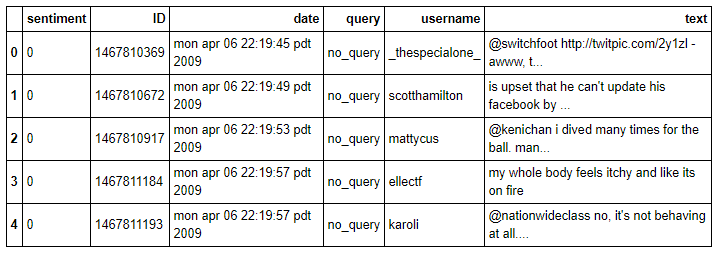 sentiment ID date query username text
0 0 1467810369 mon apr 06 22:19:45 pdt 2009 no_query _thespecialone_ @switchfoot http://twitpic.com/2y1zl - awww, t...
1 0 1467810672 mon apr 06 22:19:49 pdt 2009 no_query scotthamilton is upset that he can't update his facebook by ...
2 0 1467810917 mon apr 06 22:19:53 pdt 2009 no_query mattycus @kenichan i dived many times for the ball. man...
3 0 1467811184 mon apr 06 22:19:57 pdt 2009 no_query ellectf my whole body feels itchy and like its on fire
4 0 1467811193 mon apr 06 22:19:57 pdt 2009 no_query karoli @nationwideclass no, it's not behaving at all....